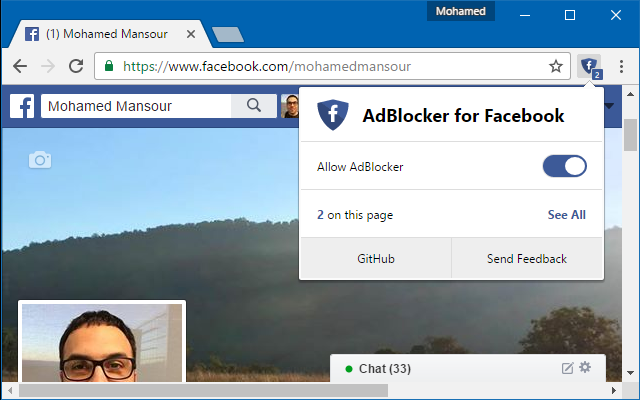 Mohamed
(1) Mohamed Mansour
https://www.facebook.com/mohamedmansour
2
Mohamed Mansour
AdBlocker for Facebook
Allow AdBlocker
2 on this page
See All
GitHub
Send Feedback
Chat (33)